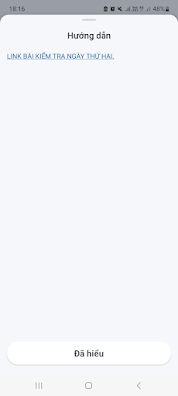 18:16
48%
Hướng dẫn
LINK BÀI KIỂM TRA NGÀY THỨ HAI.
Đã hiểu